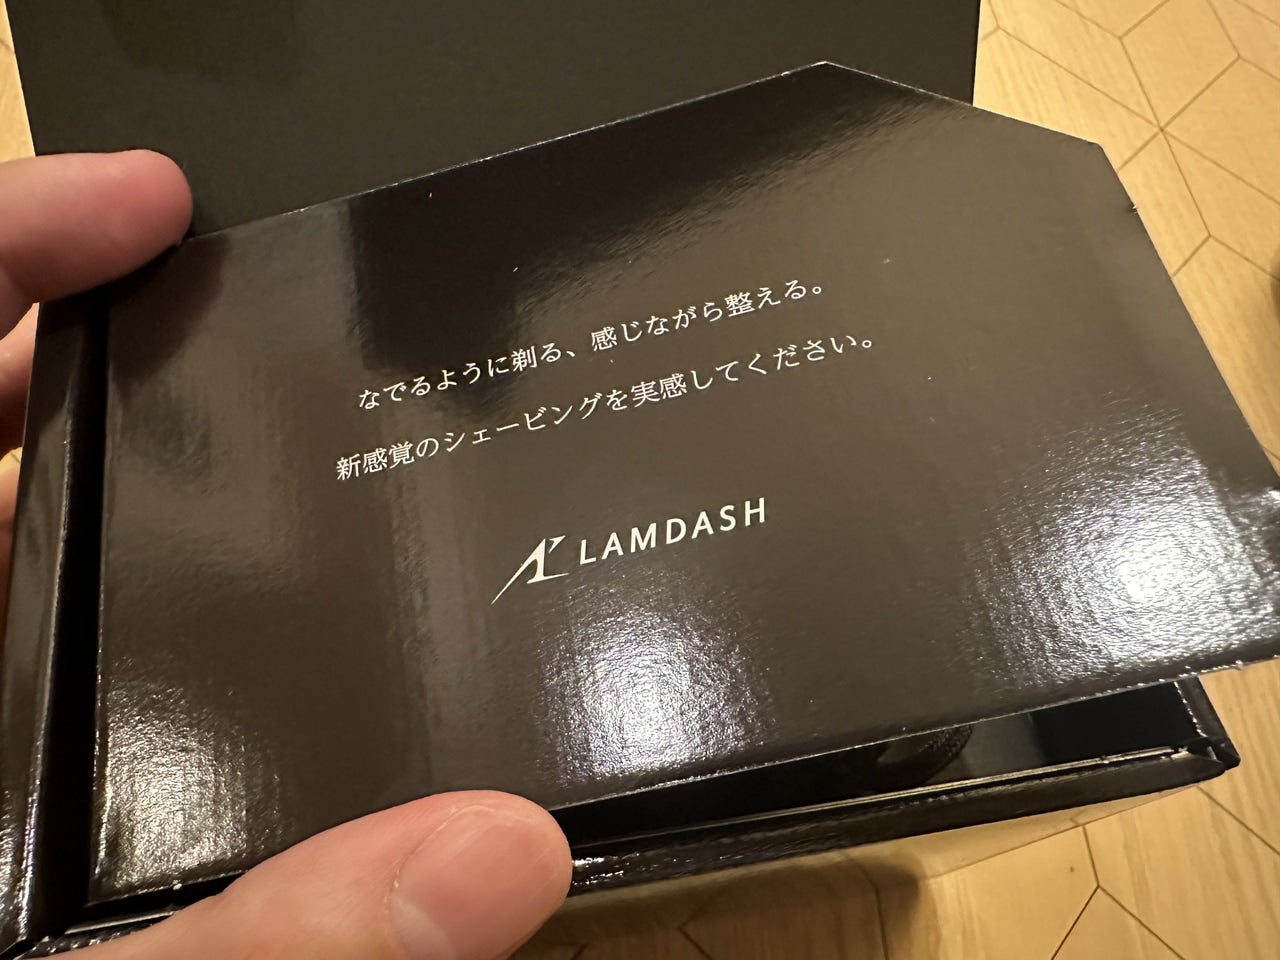 なでるように剃る、感じながら整える。
新感覚のシェービングを実感してください。
LAMDASH